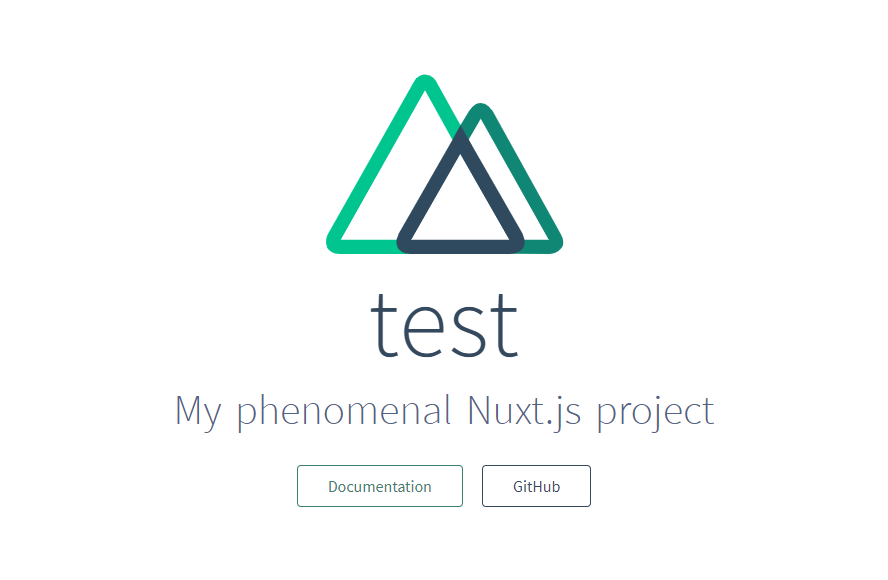 test
My phenomenal Nuxt.js project
Documentation GitHub